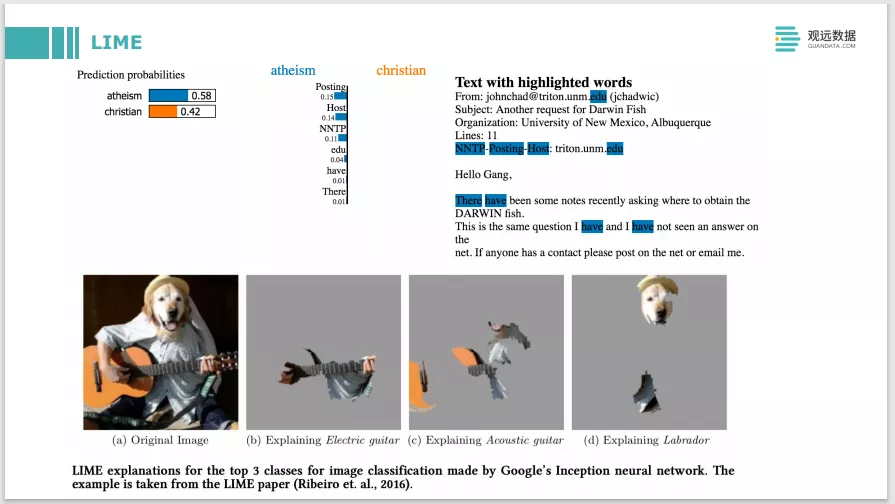 LIME
观远数据
GUANDATA.COM
Prediction probabilities
atheism 0.58
christian 0.42
atheism christian
Posting
0.15
Host
0.14
NNTP
0.11
edu
0.04
have
0.01
There
0.01
Text with highlighted words
From: johnchad@triton.unm.edu (jchadwic)
Subject: Another request for Darwin Fish
Organization: University of New Mexico, Albuquerque
Lines: 11
NNTP-Posting-Host: triton.unm.edu
Hello Gang,
There have been some notes recently asking where to obtain the
DARWIN fish.
This is the same question I have and I have not seen an answer on
the
net. If anyone has a contact please post on the net or email me.
(a) Original Image
(b) Explaining Electric guitar
(c) Explaining Acoustic guitar
(d) Explaining Labrador
LIME explanations for the top 3 classes for image classification made by Google's Inception neural network. The
example is taken from the LIME paper (Ribeiro et. al., 2016).